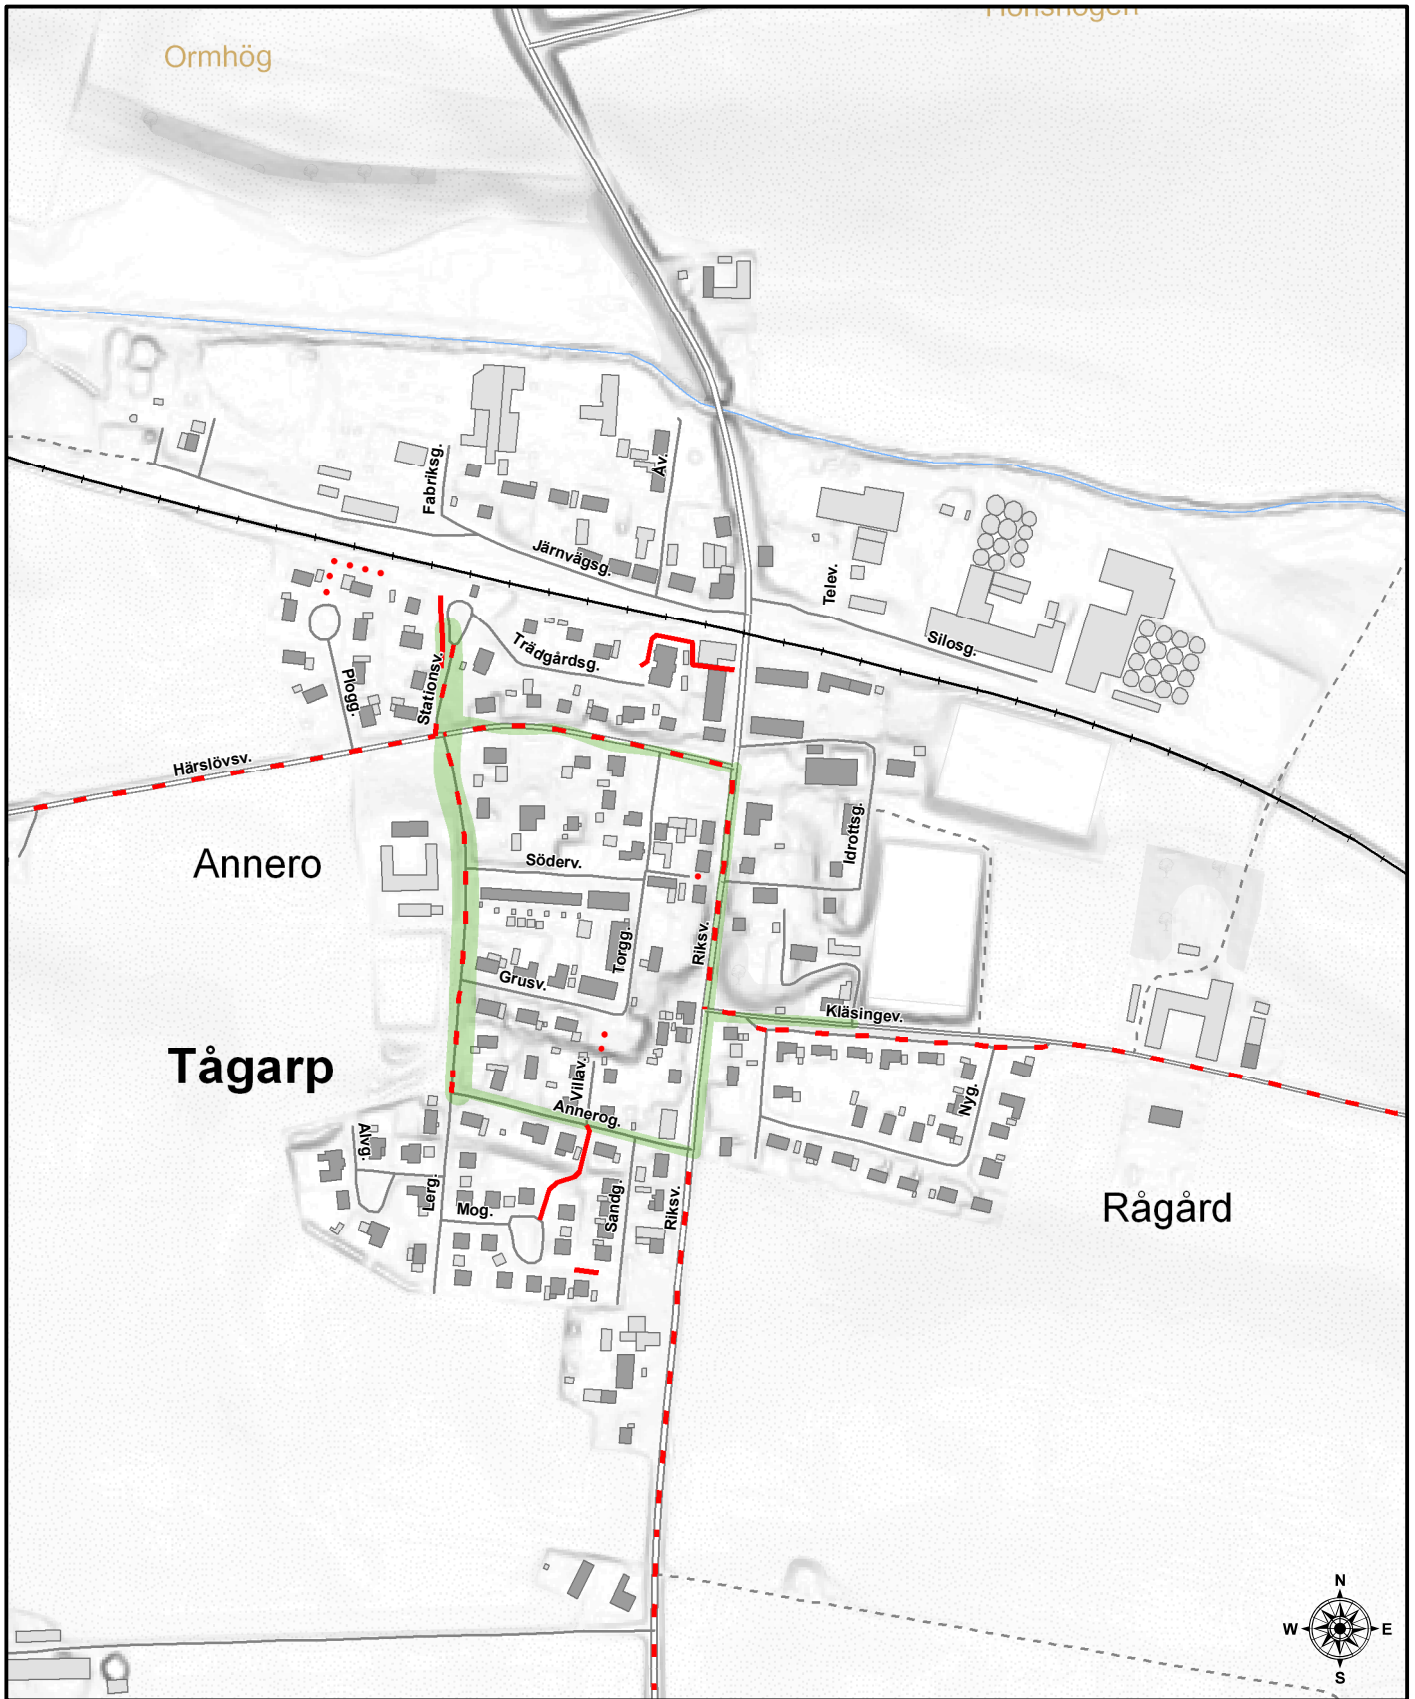 Ormhög
Fabriksg.
Åv.
Järnvägsg.
Telev.
Silosg.
Trädgårdsg.
Stationsv.
Plogg.
Härslövsv.
Idrottsg.
Annero
Söderv.
Torgg.
Riksv.
Grusv.
Kläsingev.
Tågarp
Villav.
Annerog.
Nyg.
Alvg.
Lerg.
Mog.
Sandg.
Riksv.
Rågård
N
W
E
S